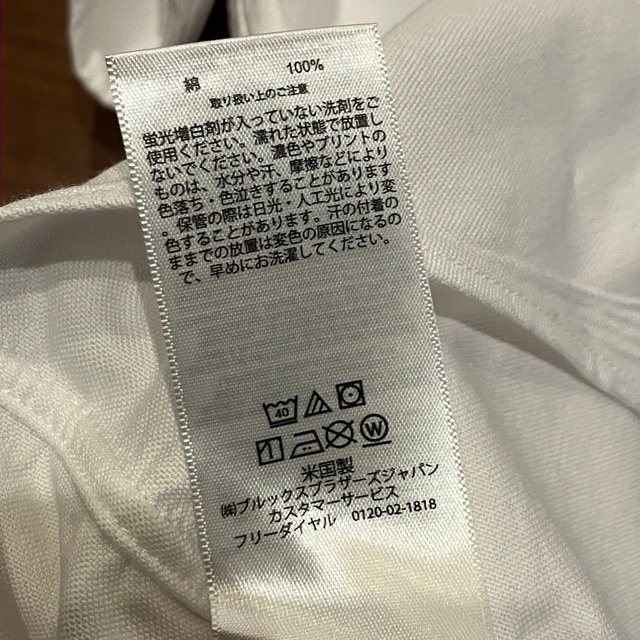 綿 100%
取り扱い上のご注意
蛍光増白剤が入っていない洗剤をご
使用ください。濡れた状態で放置し
ないでください。濃色やプリントの
ものは、水分や汗、摩擦などにより
色落ち・色泣きすることがあります
。保管の際は日光・人工光により変
色することがあります。汗の付着の
ままでの放置は変色の原因になるの
で、早めにお洗濯してください。
40
W
米国製
㈱ブルックスブラザーズジャパン
カスタマーサービス
フリーダイヤル 0120-02-1818